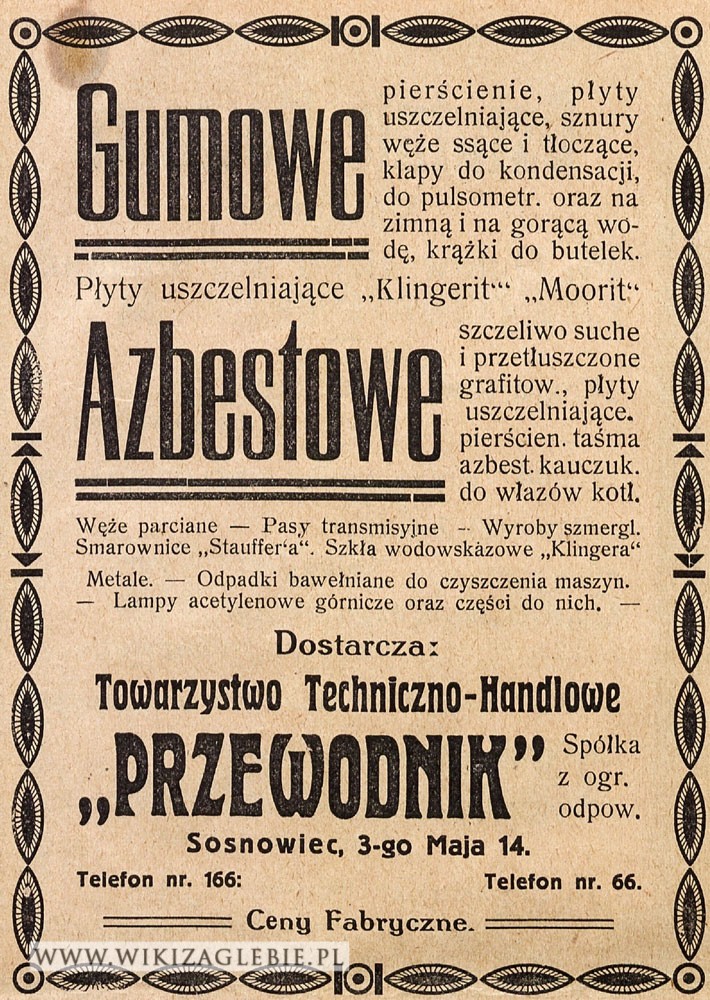 Gumowe
pierścienie, płyty
uszczelniające, sznury
węże ssące i tłoczące,
klapy do kondensacji,
do pulsometr. oraz na
zimną i na gorącą wo-
dę, krążki do butelek.
Płyty uszczelniające „Klingerit“‘ „Moorit“
Azbestowe
szczeliwo suche
i przetłuszczone
grafitow., płyty
uszczelniające.
pierścien. taśma
azbest. kauczuk.
do włazów kotł.
Węże parciane — Pasy transmisyjne - Wyroby szmergl.
Smarownice „Stauffer‘a“. Szkła wodowskazowe „Klingera“
Metale. — Odpadki bawełniane do czyszczenia maszyn.
— Lampy acetylenowe górnicze oraz części do nich. —
Dostarcza:
Towarzystwo Techniczno-Handlowe
„PRZEWODNIK”
Spółka
z ogr.
odpow.
Sosnowiec, 3-go Maja 14.
Telefon nr. 166: Telefon nr. 66.
Ceny Fabryczne.
WWW.WIKIZAGLEBIE.PL